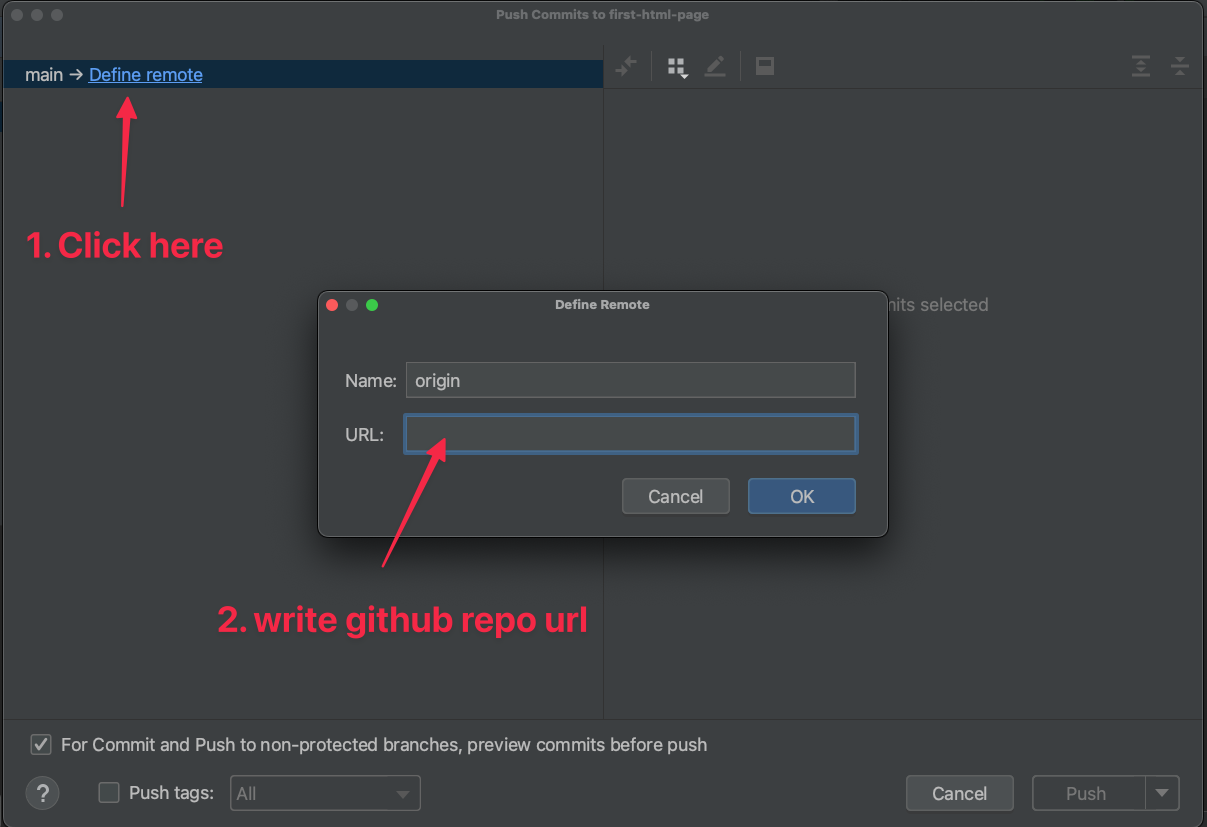 Push Commits to first-html-page
main → Define remote
1. Click here
Define Remote
selected
Name: origin
URL:
Cancel OK
2. write github repo url
For Commit and Push to non-protected branches, preview commits before push
? Push tags: All
Cancel Push